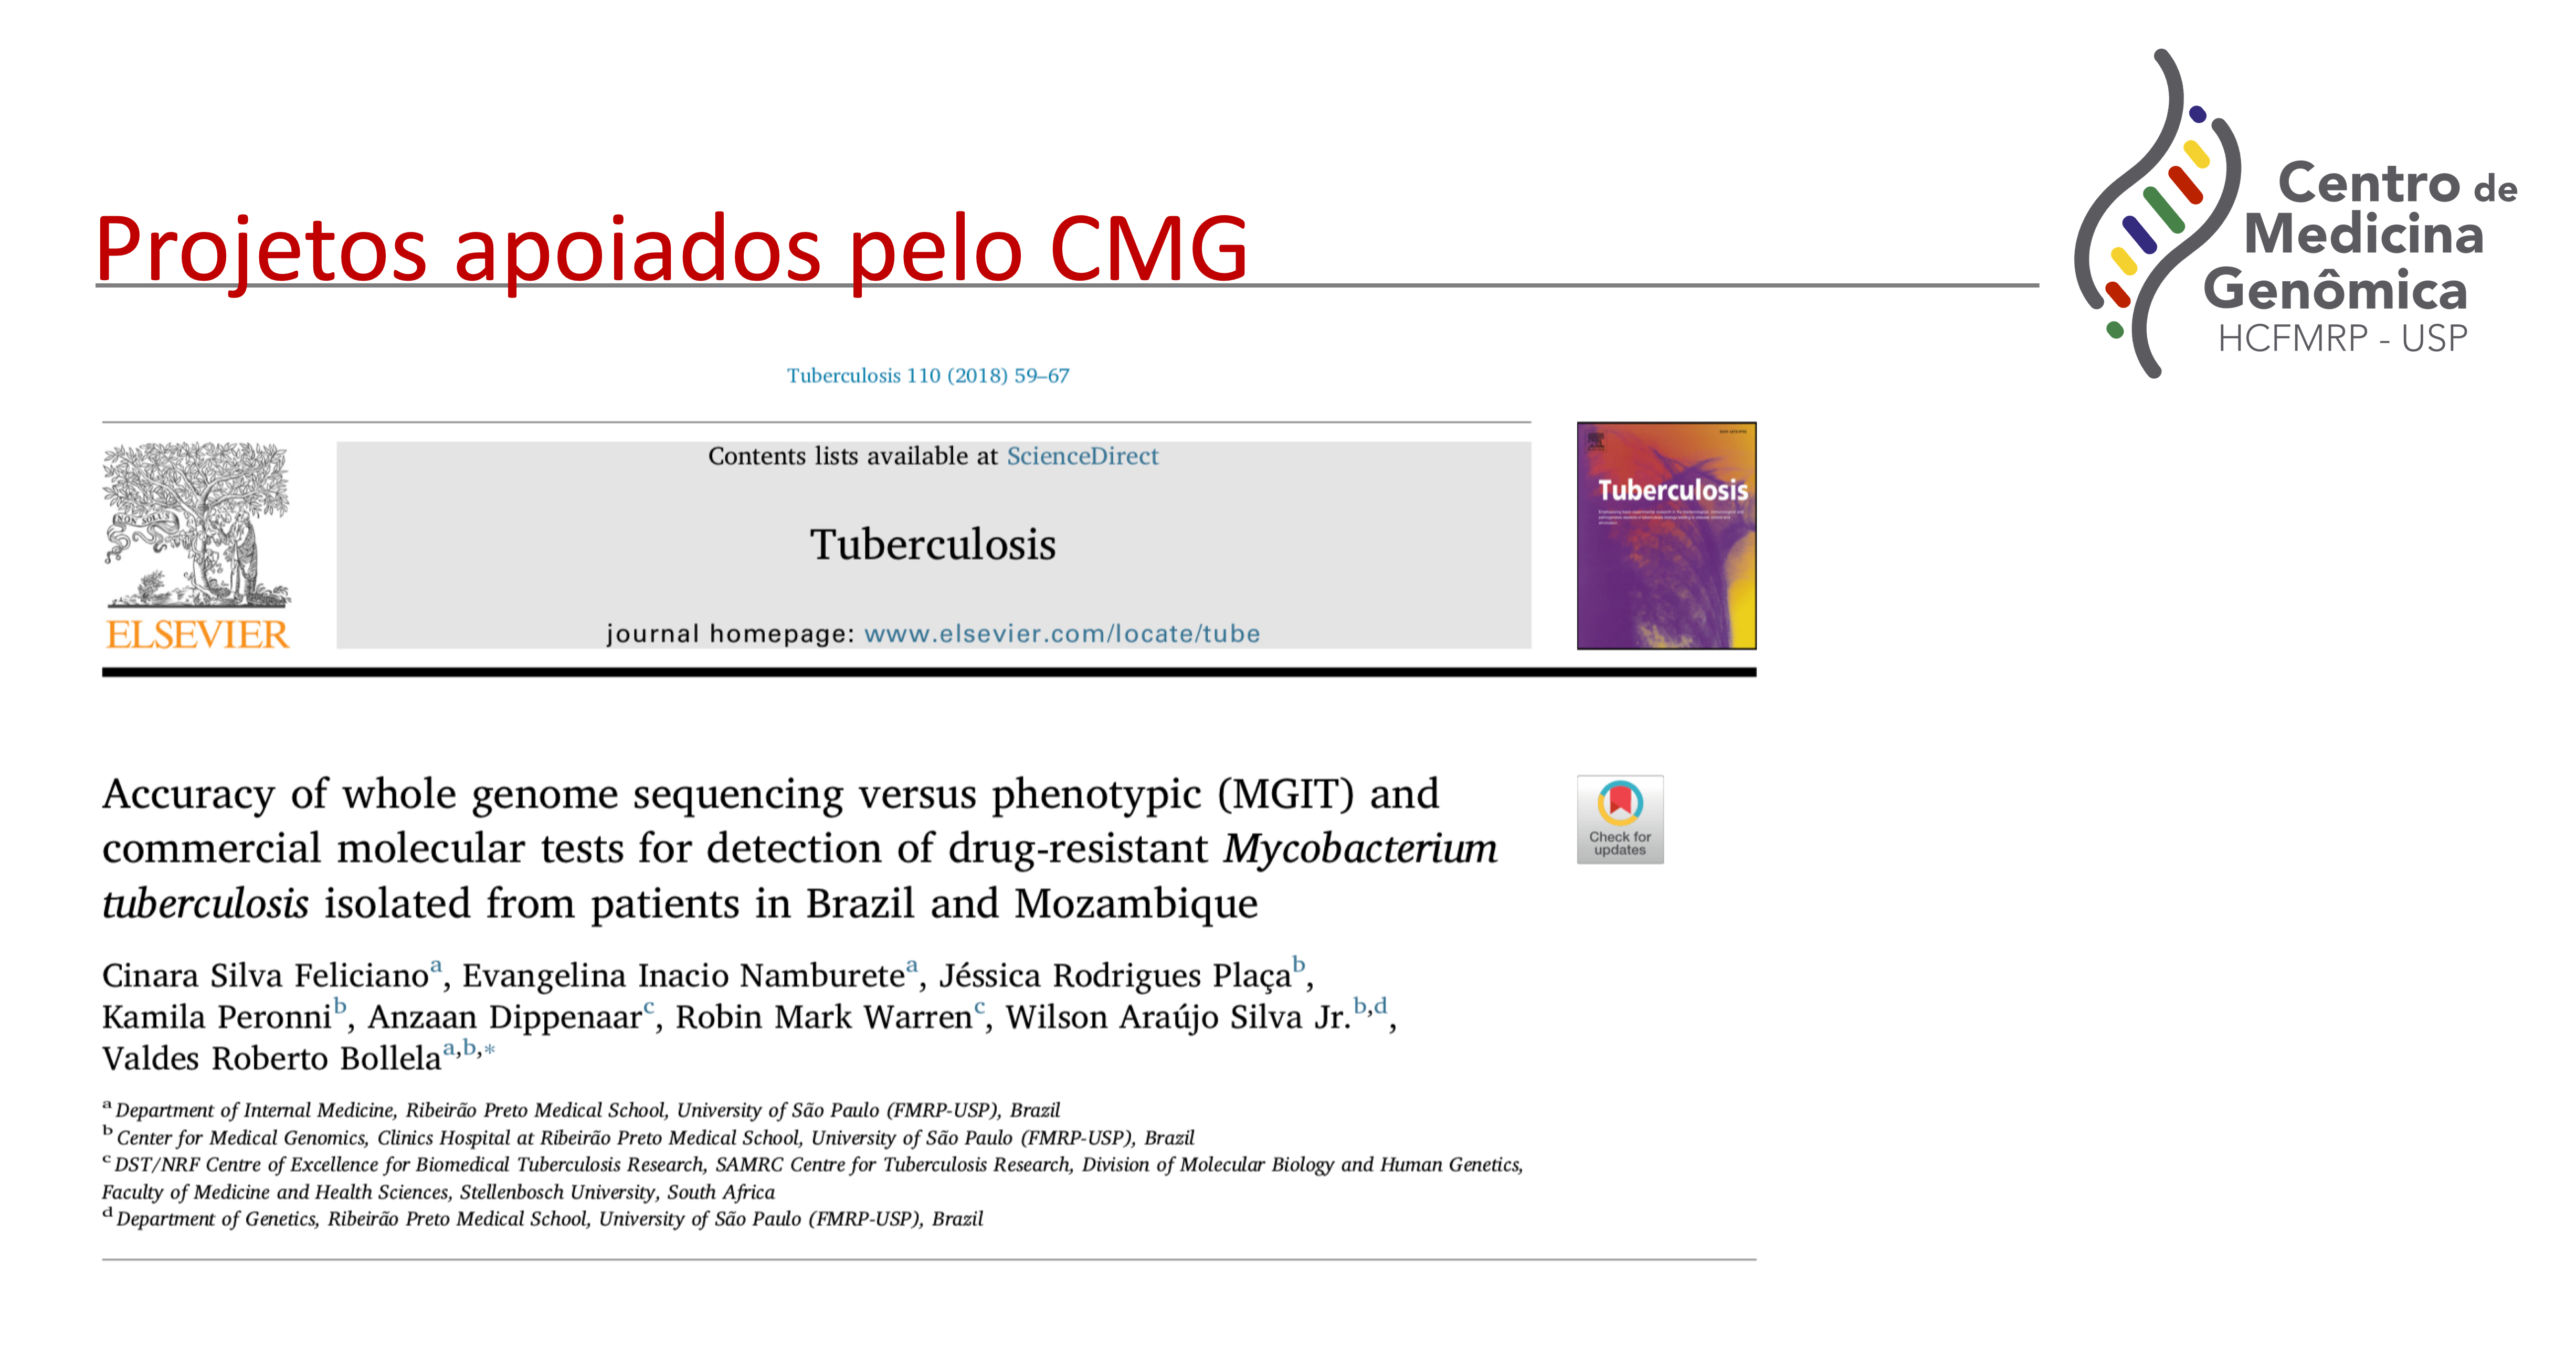 Projetos apoiados pelo CMG
Centro de
Medicina
Genômica
HCFMRP - USP
Tuberculosis 110 (2018) 59–67
NON SOLUS
ELSEVIER
Contents lists available at ScienceDirect
Tuberculosis
journal homepage: www.elsevier.com/locate/tube
Tuberculosis
Accuracy of whole genome sequencing versus phenotypic (MGIT) and
commercial molecular tests for detection of drug-resistant Mycobacterium
tuberculosis isolated from patients in Brazil and Mozambique
Check for
updates
Cinara Silva Feliciano a, Evangelina Inacio Namburete a, Jéssica Rodrigues Plaça b,
Kamila Peronni b, Anzaan Dippenaar c, Robin Mark Warren c, Wilson Araújo Silva Jr. b,d,
Valdes Roberto Bollela a,b,*
a Department of Internal Medicine, Ribeirão Preto Medical School, University of São Paulo (FMRP-USP), Brazil
b Center for Medical Genomics, Clinics Hospital at Ribeirão Preto Medical School, University of São Paulo (FMRP-USP), Brazil
c DST/NRF Centre of Excellence for Biomedical Tuberculosis Research, SAMRC Centre for Tuberculosis Research, Division of Molecular Biology and Human Genetics,
Faculty of Medicine and Health Sciences, Stellenbosch University, South Africa
d Department of Genetics, Ribeirão Preto Medical School, University of São Paulo (FMRP-USP), Brazil